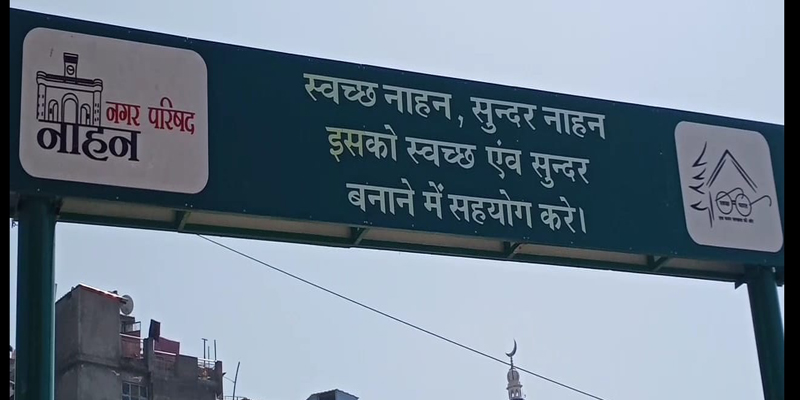 नगर परिषद
नाहन
स्वच्छ नाहन, सुन्दर नाहन
इसको स्वच्छ एंव सुन्दर
बनाने में सहयोग करे।